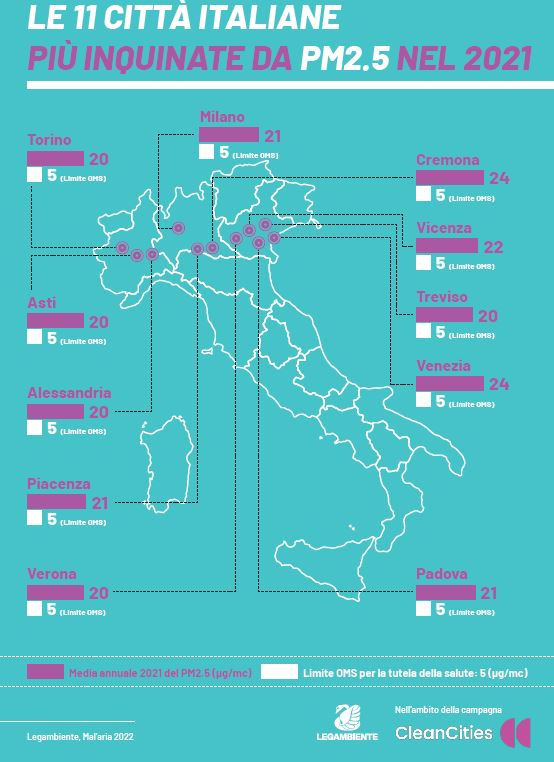 LE 11 CITTÀ ITALIANE
PIÙ INQUINATE DA PM2.5 NEL 2021
Milano
21
5 (Limite OMS)
Torino
20
5 (Limite OMS)
Cremona
24
5 (Limite OMS)
Vicenza
22
5 (Limite OMS)
Treviso
20
5 (Limite OMS)
Asti
20
5 (Limite OMS)
Venezia
24
5 (Limite OMS)
Alessandria
20
5 (Limite OMS)
Piacenza
21
5 (Limite OMS)
Verona
20
5 (Limite OMS)
Padova
21
5 (Limite OMS)
Media annuale 2021 del PM2.5 (µg/mc)
Limite OMS per la tutela della salute: 5 (µg/mc)
Legambiente, Mal'aria 2022
LEGAMBIENTE
Nell'ambito della campagna
CleanCities